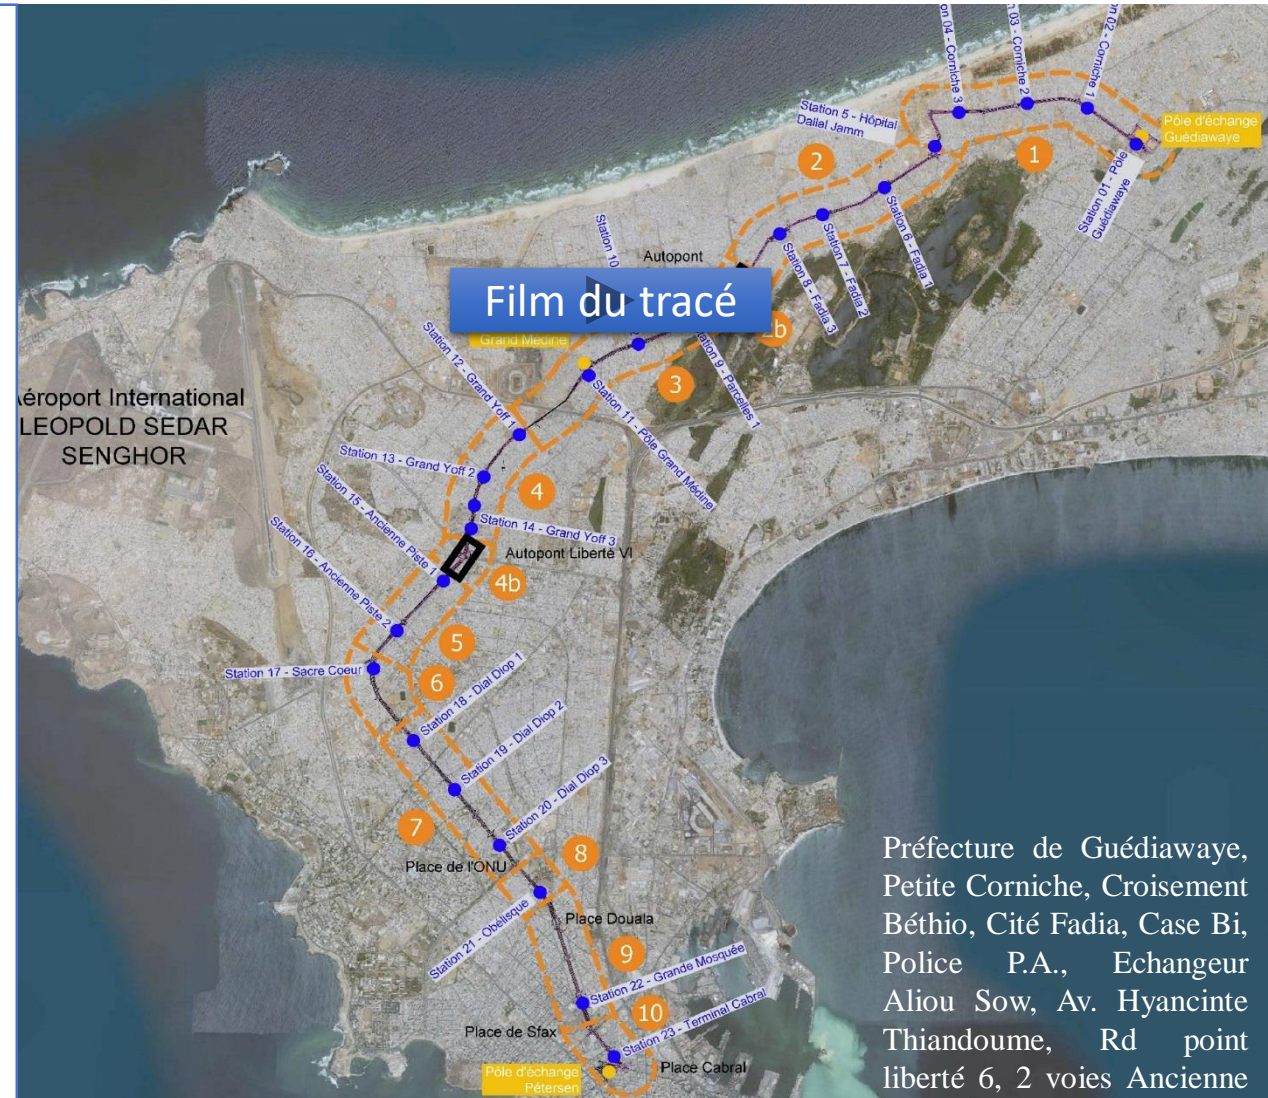 on 04 - Corniche 3
n 03 - Corniche 2
02 - Corniche 1
Station 5 - Hôpital
Dallal Jamm
Pôle d'échange
Guédiawaye
1
2
Station 01 - Pôle
Guédiawaye
Station 6 - Fadia 1
Station 7 - Fadia 2
Station 8 - Fadia 3
Station 10
Autopont
Film du tracé
2b
Grand Médine
tation 9 - Parcelles 1
3
Station 11 - Pôle Grand Médine
Station 12 - Grand Yoff 1
éroport International
LEOPOLD SEDAR
SENGHOR
Station 13 - Grand Yoff 2
4
Station 14 - Grand Yoff 3
Station 15 - Ancienne Piste 1
Autopont Liberté VI
4b
Station 16 - Ancienne Piste 2
5
Station 17 - Sacre Coeur
6
Station 18 - Dial Diop 1
Station 19 - Dial Diop 2
Station 20 - Dial Diop 3
7
Place de l'ONU
8
Station 21 - Obélisque
Place Douala
9
Station 22 - Grande Mosquée
10
Place de Sfax
Station 23 - Terminal Cabral
Pôle d'échange
Pétersen
Place Cabral
Préfecture de Guédiawaye,
Petite Corniche, Croisement
Béthio, Cité Fadia, Case Bi,
Police P.A., Echangeur
Aliou Sow, Av. Hyancinte
Thiandoume, Rd point
liberté 6, 2 voies Ancienne